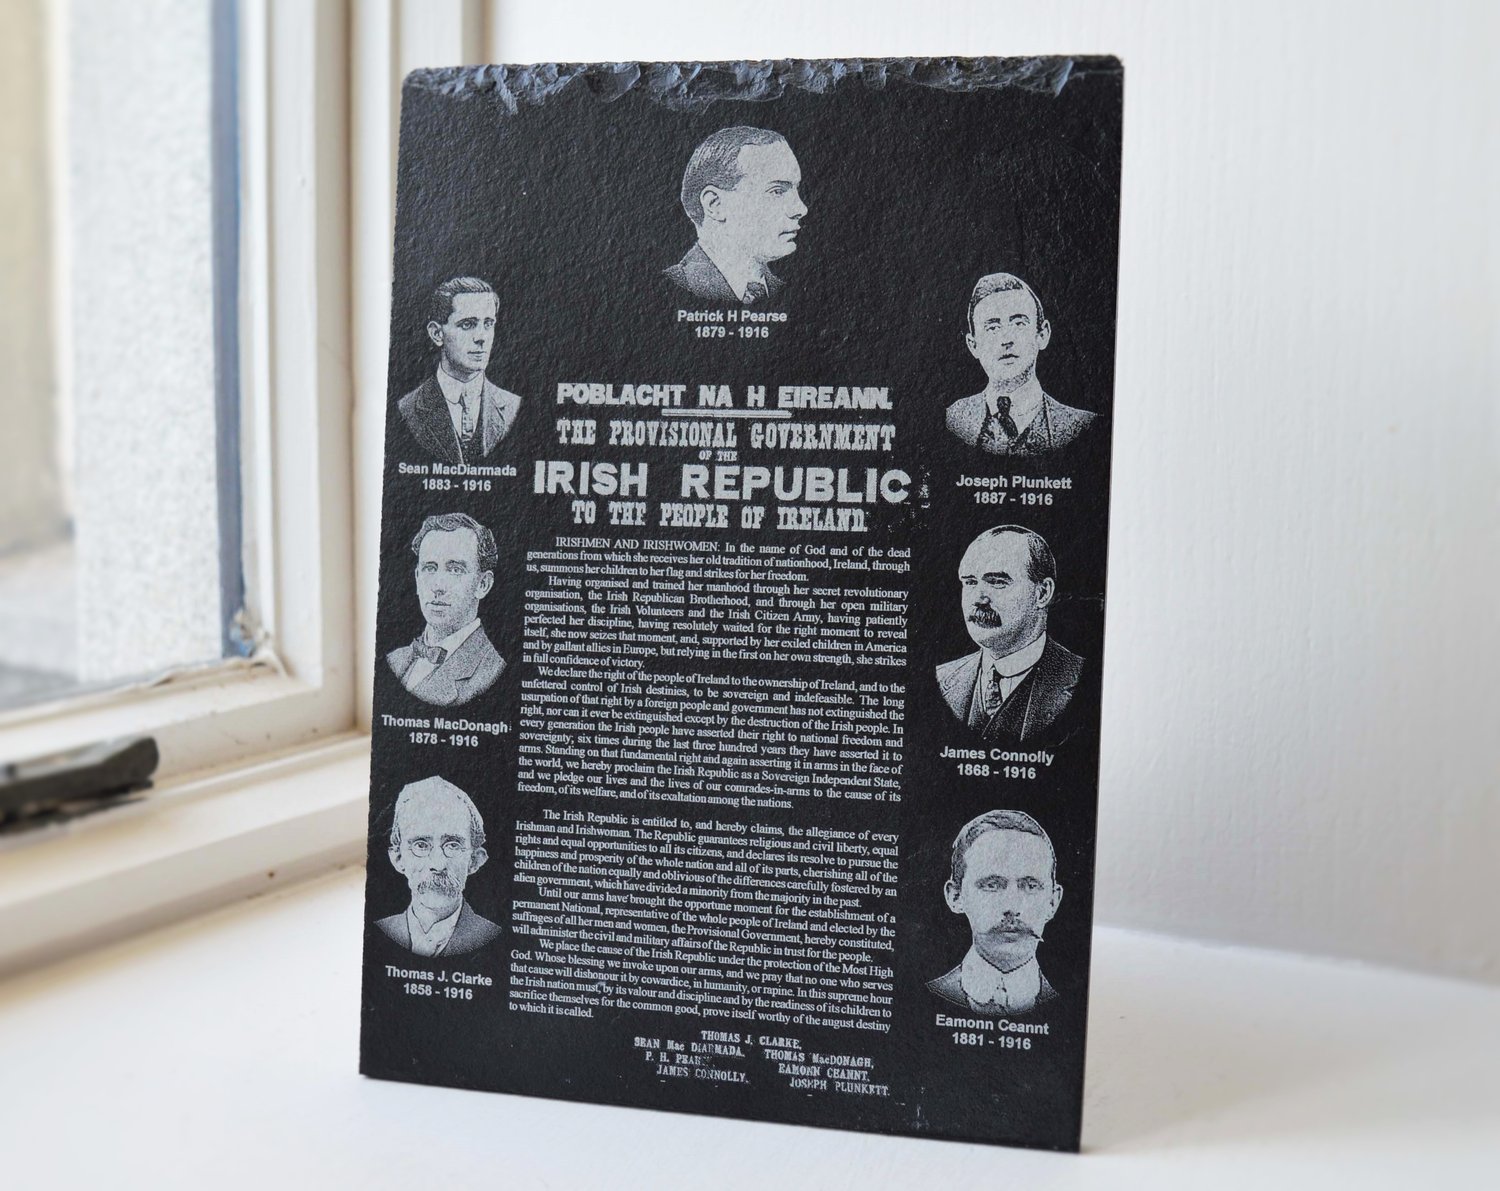 Patrick H Pearse
1879 - 1916
Sean MacDiarmada
1883 - 1916
Joseph Plunkett
1887 - 1916
Thomas MacDonagh
1878 - 1916
James Connolly
1868 - 1916
Thomas J. Clarke
1858 - 1916
Eamonn Ceannt
1881 - 1916
POBLACHT NA H EIREANN.
THE PROVISIONAL GOVERNMENT
OF THE
IRISH REPUBLIC
TO THE PEOPLE OF IRELAND.
IRISHMEN AND IRISHWOMEN: In the name of God and of the dead
generations from which she receives her old tradition of nationhood, Ireland, through
us, summons her children to her flag and strikes for her freedom.
Having organised and trained her manhood through her secret revolutionary
organisation, the Irish Republican Brotherhood, and through her open military
organisations, the Irish Volunteers and the Irish Citizen Army, having patiently
perfected her discipline, having resolutely waited for the right moment to reveal
itself, she now seizes that moment, and, supported by her exiled children in America
and by gallant allies in Europe, but relying in the first on her own strength, she strikes
in full confidence of victory.
We declare the right of the people of Ireland to the ownership of Ireland, and to the
unfettered control of Irish destinies, to be sovereign and indefeasible. The long
usurpation of that right by a foreign people and government has not extinguished the
right, nor can it ever be extinguished except by the destruction of the Irish people. In
every generation the Irish people have asserted their right to national freedom and
sovereignty; six times during the last three hundred years they have asserted it to
arms. Standing on that fundamental right and again asserting it in arms in the face of
the world, we hereby proclaim the Irish Republic as a Sovereign Independent State,
and we pledge our lives and the lives of our comrades-in-arms to the cause of its
freedom, of its welfare, and of its exaltation among the nations.
The Irish Republic is entitled to, and hereby claims, the allegiance of every
Irishman and Irishwoman. The Republic guarantees religious and civil liberty, equal
rights and equal opportunities to all its citizens, and declares its resolve to pursue the
happiness and prosperity of the whole nation and all of its parts, cherishing all of the
children of the nation equally and oblivious of the differences carefully fostered by an
alien government, which have divided a minority from the majority in the past.
Until our arms have brought the opportune moment for the establishment of a
permanent National, representative of the whole people of Ireland and elected by the
suffrages of all her men and women, the Provisional Government, hereby constituted,
will administer the civil and military affairs of the Republic in trust for the people.
We place the cause of the Irish Republic under the protection of the Most High
God. Whose blessing we invoke upon our arms, and we pray that no one who serves
that cause will dishonour it by cowardice, in humanity, or rapine. In this supreme hour
the Irish nation must, by its valour and discipline and by the readiness of its children to
sacrifice themselves for the common good, prove itself worthy of the august destiny
to which it is called.
THOMAS J. CLARKE,
SEAN Mac DIARMADA, THOMAS MacDONAGH,
P. H. PEARSE, EAMONN CEANNT,
JAMES CONNOLLY, JOSEPH PLUNKETT.